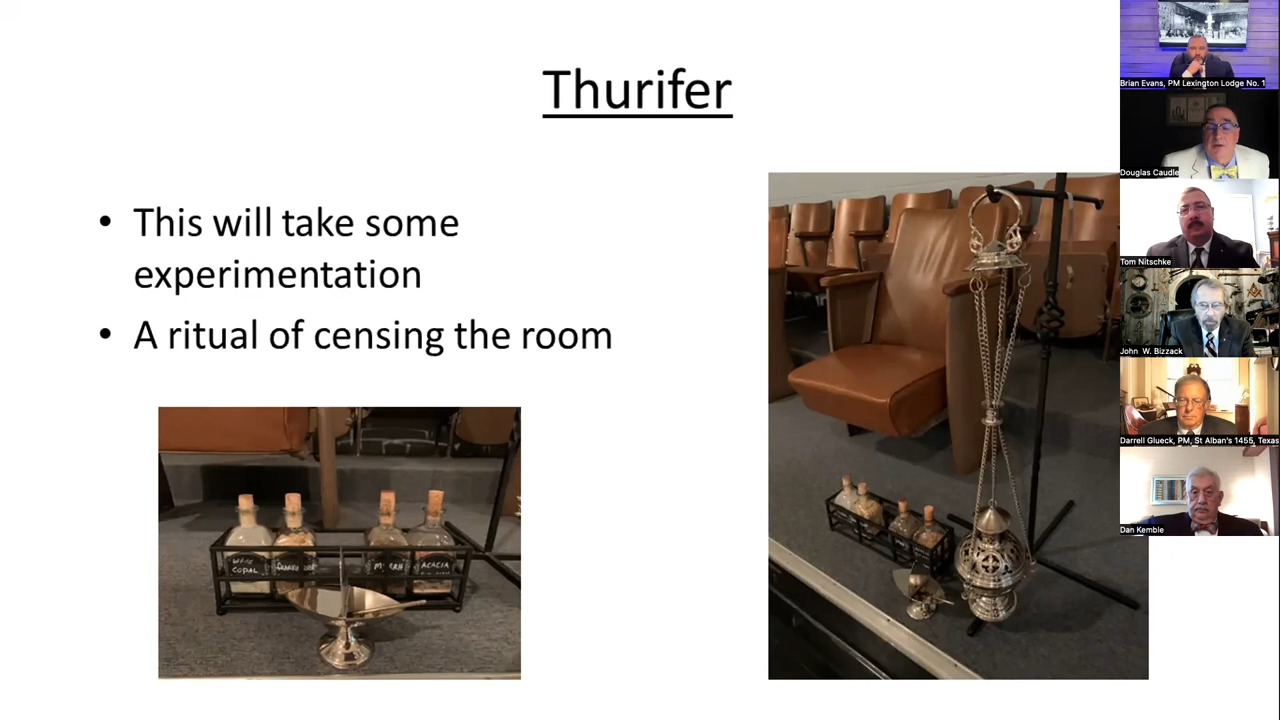 Thurifer
• This will take some
experimentation
• A ritual of censing the room
WHITE
COPAL
ACACIA
Brian Evans, PM Lexington Lodge No. 1
Douglas Caudle
Tom Nitschke
John W. Bizzack
Darrell Glueck, PM, St Alban's 1455, Texas
Dan Kemble